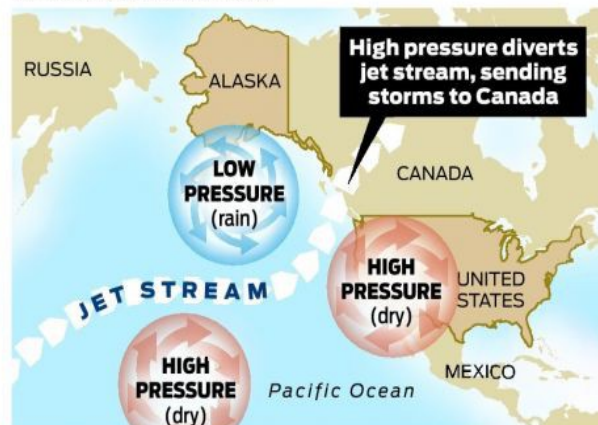 RUSSIA
ALASKA
High pressure diverts
jet stream, sending
storms to Canada
LOW
PRESSURE
(rain)
CANADA
JET STREAM
HIGH
PRESSURE
(dry)
UNITED
STATES
HIGH
PRESSURE
(dry)
Pacific Ocean
MEXICO